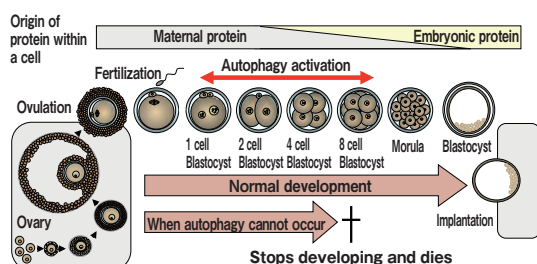 Origin of
protein within
a cell
Maternal protein
Embryonic protein
Fertilization
Autophagy activation
Ovulation
1 cell
Blastocyst
2 cell
Blastocyst
4 cell
Blastocyst
8 cell
Blastocyst
Morula
Blastocyst
Normal development
Ovary
When autophagy cannot occur
Implantation
Stops developing and dies